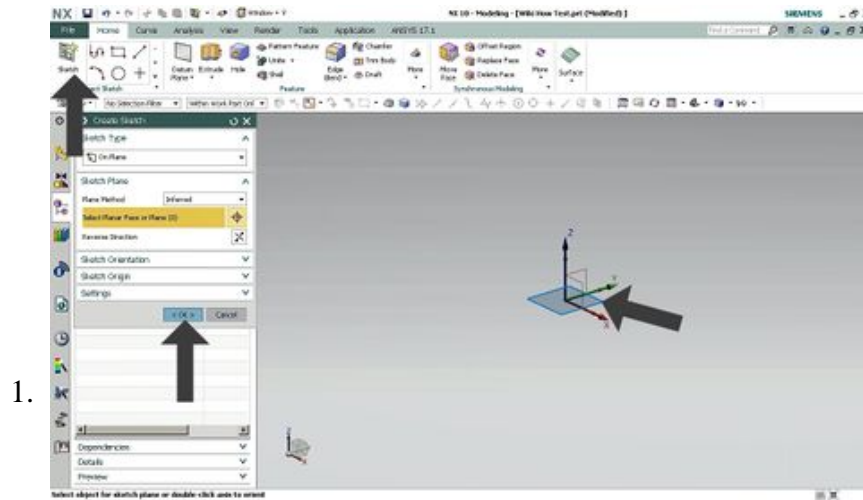 NX Window
NX 10 - Modeling - [Wiki How Test.prt (Modified) ]
SIEMENS
File Home Curve Analysis View Render Tools Application ANSYS 17.1
Sketch
Datum Plane
Extrude
Hole
Pattern Feature
Unite
Shell
Edge Blend
Chamfer
Trim Body
Draft
More
Move Face
Offset Region
Replace Face
Delete Face
More
Surface
Feature
Synchronous Modeling
No Selection Filter
Within Work Part Onl
Create Sketch
Sketch Type
On Plane
Sketch Plane
Plane Method Inferred
Select Planar Face or Plane (0)
Reverse Direction
Sketch Orientation
Sketch Origin
Settings
< OK > Cancel
Z
Y
X
1.
Z
X
Dependencies
Details
Preview
Select object for sketch plane or double-click axis to orient